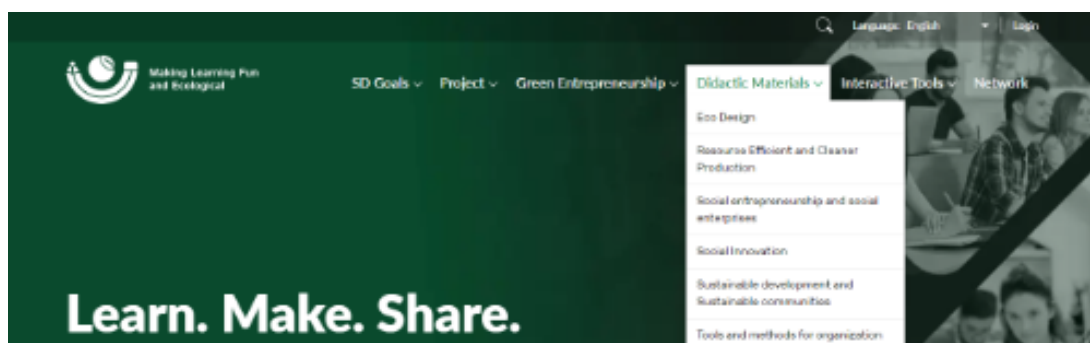 Language: English
Login
Making Learning Fun
and Ecological
SD Goals
Project
Green Entrepreneurship
Didactic Materials
Interactive Tools
Network
Eco Design
Resource Efficient and Cleaner
Production
Social entrepreneurship and social
enterprises
Social Innovation
Sustainable development and
Sustainable communities
Tools and methods for organization
Learn. Make. Share.